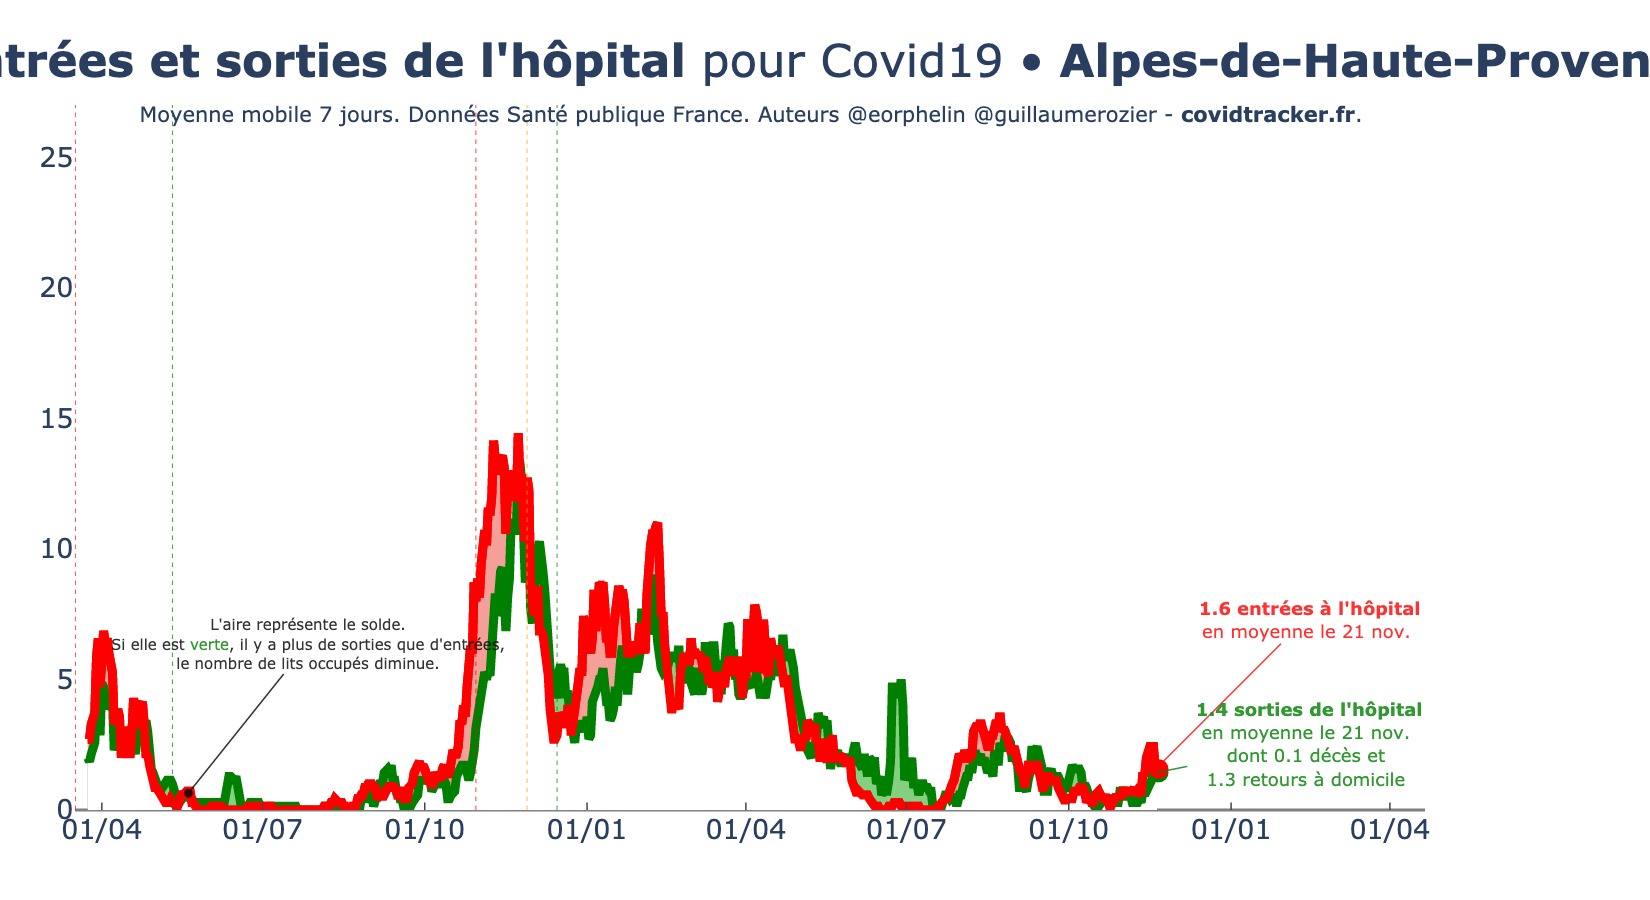 ntrées et sorties de l'hôpital pour Covid19 • Alpes-de-Haute-Proven
Moyenne mobile 7 jours. Données Santé publique France. Auteurs @eorphelin @guillaumerozier - covidtracker.fr.
25
20
15
10
5
0
L'aire représente le solde.
Si elle est verte, il y a plus de sorties que d'entrées,
le nombre de lits occupés diminue.
1.6 entrées à l'hôpital
en moyenne le 21 nov.
1.4 sorties de l'hôpital
en moyenne le 21 nov.
dont 0.1 décès et
1.3 retours à domicile
01/04 01/07 01/10 01/01 01/04 01/07 01/10 01/01 01/04